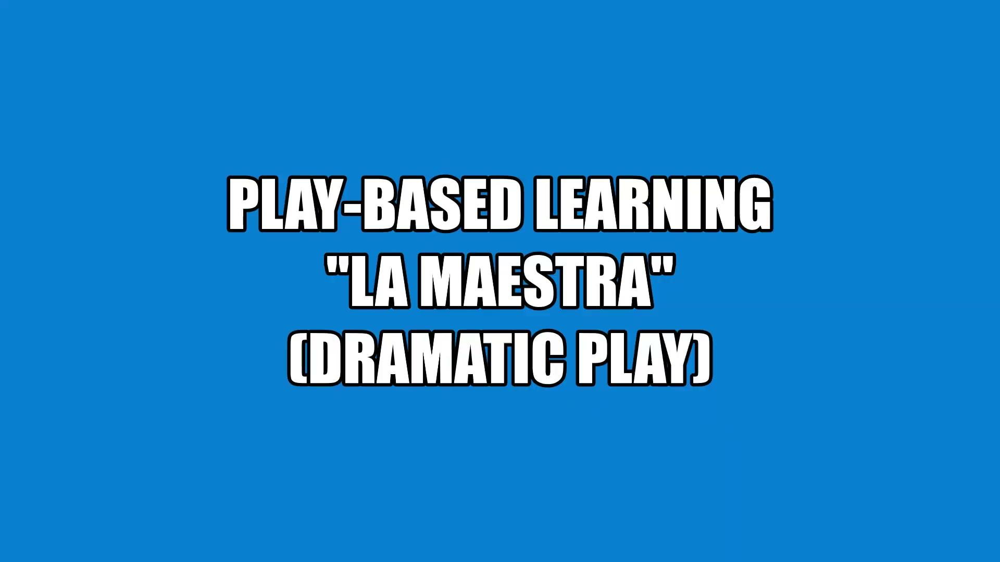 PLAY-BASED LEARNING
"LA MAESTRA"
(DRAMATIC PLAY)